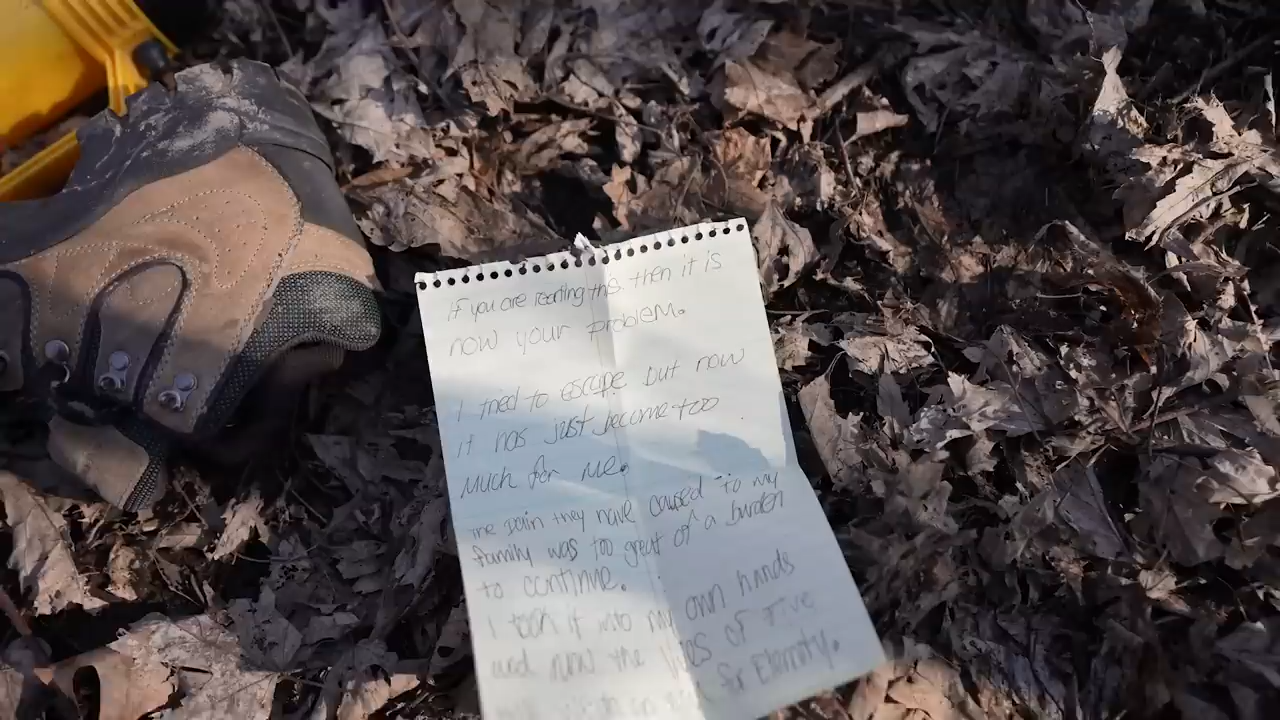 If you are reading this, then it is
now your problem.
I tried to escape but now
it has just become too
much for me.
The pain they have caused to my
family was too great of a burden
to continue.
I took it into my own hands
and now the lives of Five
for Eternity.